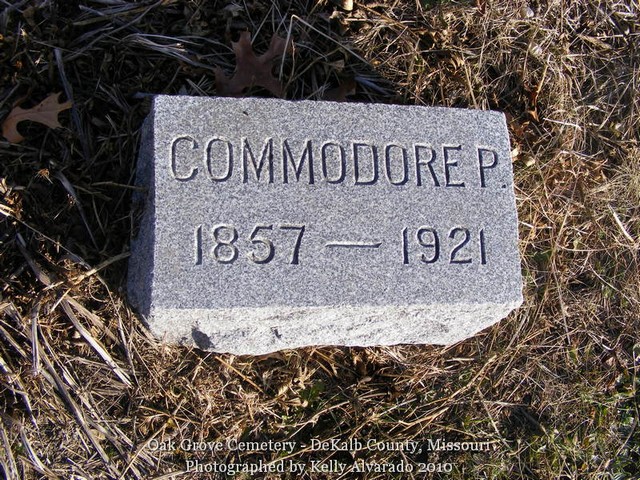 COMMODORE P.
1857 — 1921
Oak Grove Cemetery - DeKalb County, Missouri
Photographed by Kelly Alvarado 2010